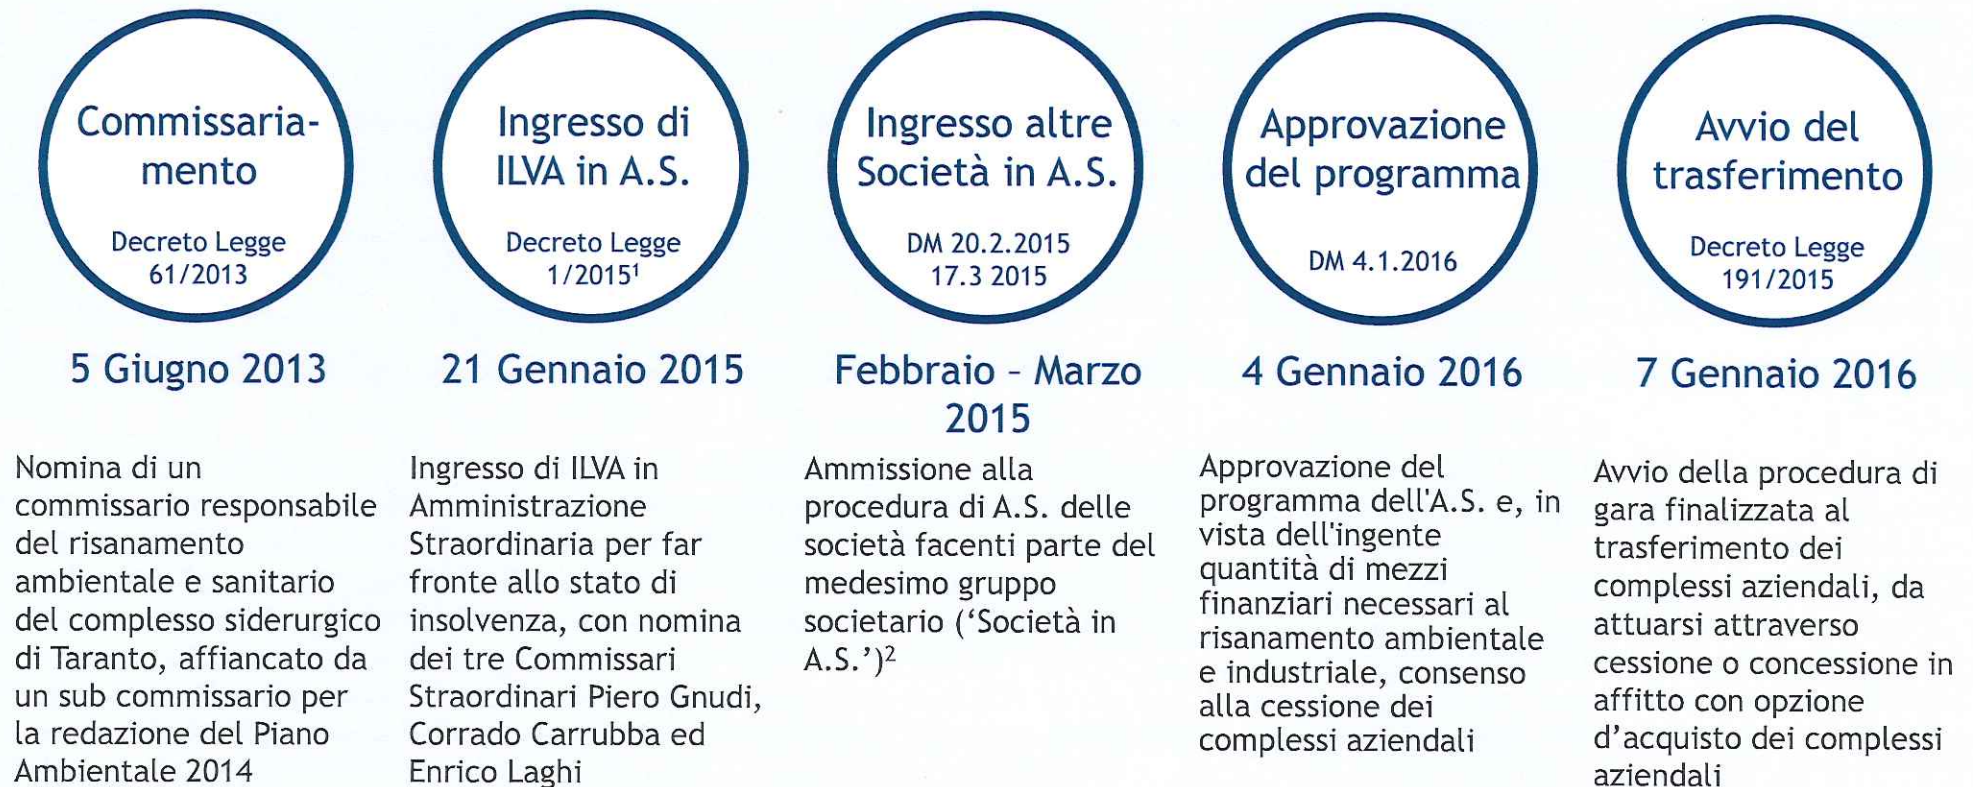 Commissaria-
mento
Decreto Legge
61/2013
5 Giugno 2013
Nomina di un
commissario responsabile
del risanamento
ambientale e sanitario
del complesso siderurgico
di Taranto, affiancato da
un sub commissario per
la redazione del Piano
Ambientale 2014
Ingresso di
ILVA in A.S.
Decreto Legge
1/2015¹
21 Gennaio 2015
Ingresso di ILVA in
Amministrazione
Straordinaria per far
fronte allo stato di
insolvenza, con nomina
dei tre Commissari
Straordinari Piero Gnudi,
Corrado Carrubba ed
Enrico Laghi
Ingresso altre
Società in A.S.
DM 20.2.2015
17.3 2015
Febbraio – Marzo
2015
Ammissione alla
procedura di A.S. delle
società facenti parte del
medesimo gruppo
societario (‘Società in
A.S.’)²
Approvazione
del programma
DM 4.1.2016
4 Gennaio 2016
Approvazione del
programma dell'A.S. e, in
vista dell'ingente
quantità di mezzi
finanziari necessari al
risanamento ambientale
e industriale, consenso
alla cessione dei
complessi aziendali
Avvio del
trasferimento
Decreto Legge
191/2015
7 Gennaio 2016
Avvio della procedura di
gara finalizzata al
trasferimento dei
complessi aziendali, da
attuarsi attraverso
cessione o concessione in
affitto con opzione
d’acquisto dei complessi
aziendali